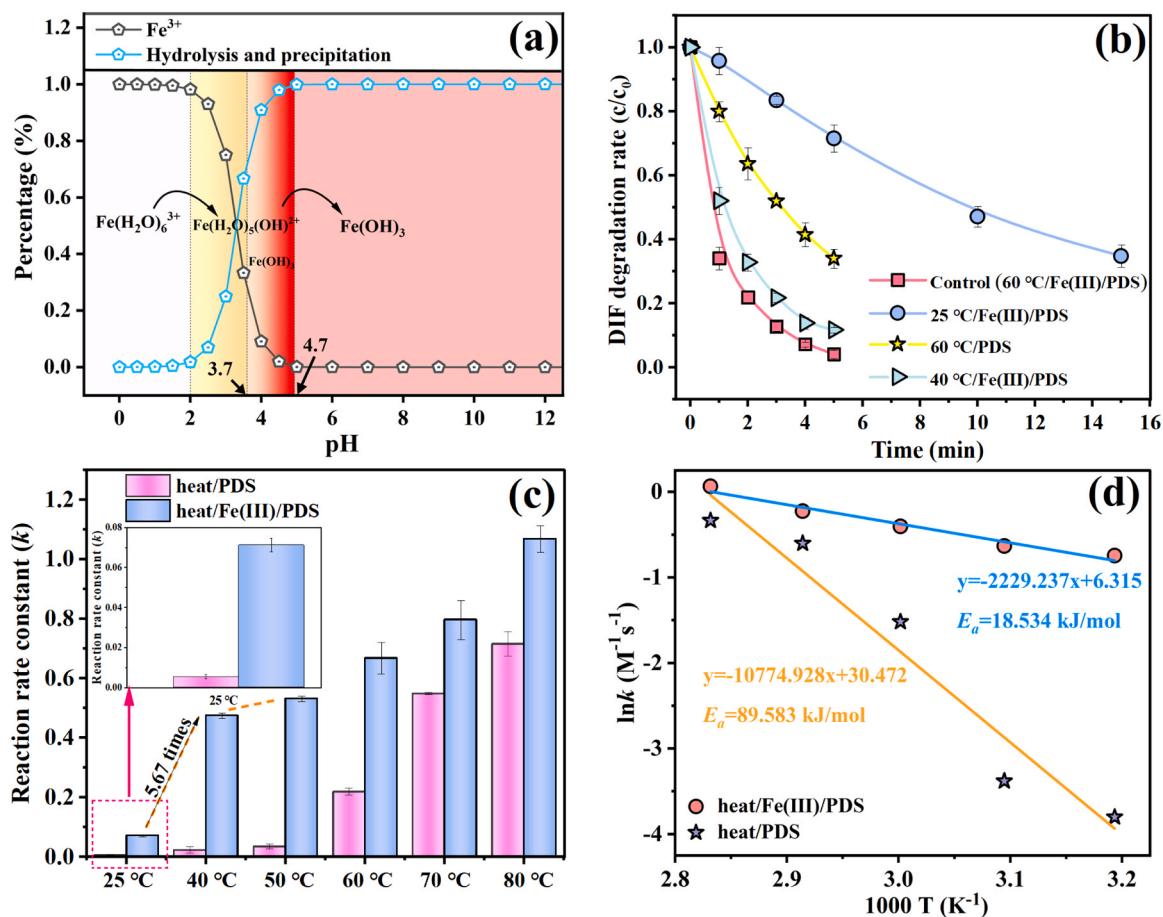 (a)
Fe3+
Hydrolysis and precipitation
Percentage (%)
1.2
1.0
0.8
0.6
0.4
0.2
0.0
Fe(H2O)6 3+
Fe(H2O)5(OH)2+
Fe(OH)3
Fe(OH)3
3.7
4.7
0 2 4 6 8 10 12
pH
(b)
DIF degradation rate (c/c0)
1.0
0.8
0.6
0.4
0.2
0.0
Control (60 °C/Fe(III)/PDS)
25 °C/Fe(III)/PDS
60 °C/PDS
40 °C/Fe(III)/PDS
0 2 4 6 8 10 12 14 16
Time (min)
(c)
heat/PDS
heat/Fe(III)/PDS
Reaction rate constant (k)
1.2
1.0
0.8
0.6
0.4
0.2
0.0
Reaction rate constant (k)
0.08
0.06
0.04
0.02
0.00
25 °C
5.67 times
25 °C 40 °C 50 °C 60 °C 70 °C 80 °C
(d)
lnk (M-1s-1)
0
-1
-2
-3
-4
y=-2229.237x+6.315
Ea=18.534 kJ/mol
y=-10774.928x+30.472
Ea=89.583 kJ/mol
heat/Fe(III)/PDS
heat/PDS
2.8 2.9 3.0 3.1 3.2
1000 T (K-1)